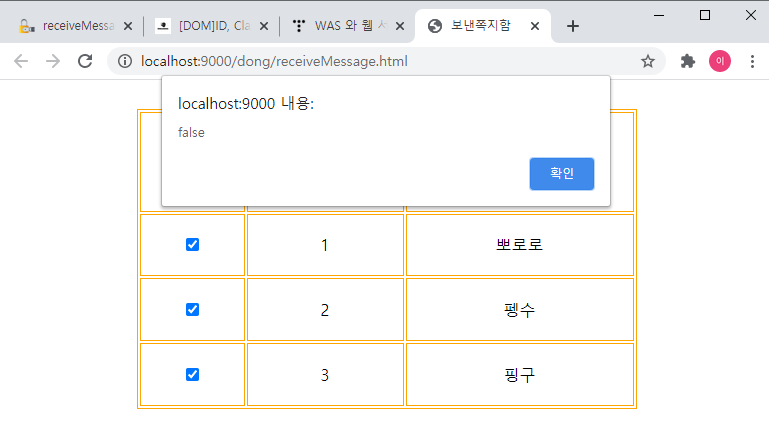 receiveMessa
[DOM]ID, Cla
WAS 와 웹 서
보낸쪽지함
localhost:9000/dong/receiveMessage.html
이
localhost:9000 내용:
false
확인
1 뽀로로
2 펭수
3 핑구